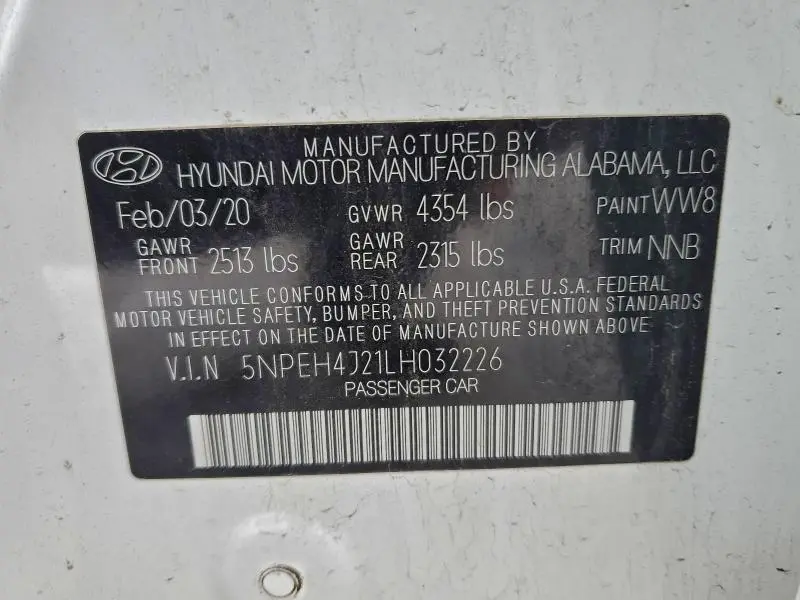 MANUFACTURED BY
HYUNDAI MOTOR MANUFACTURING ALABAMA, LLC
Feb/03/20 GVWR 4354 lbs PAINT WW8
GAWR FRONT 2513 lbs GAWR REAR 2315 lbs TRIM NNB
THIS VEHICLE CONFORMS TO ALL APPLICABLE U.S.A. FEDERAL
MOTOR VEHICLE SAFETY, BUMPER, AND THEFT PREVENTION STANDARDS
IN EFFECT ON THE DATE OF MANUFACTURE SHOWN ABOVE.
V.I.N 5NPEH4J21LH032226
PASSENGER CAR